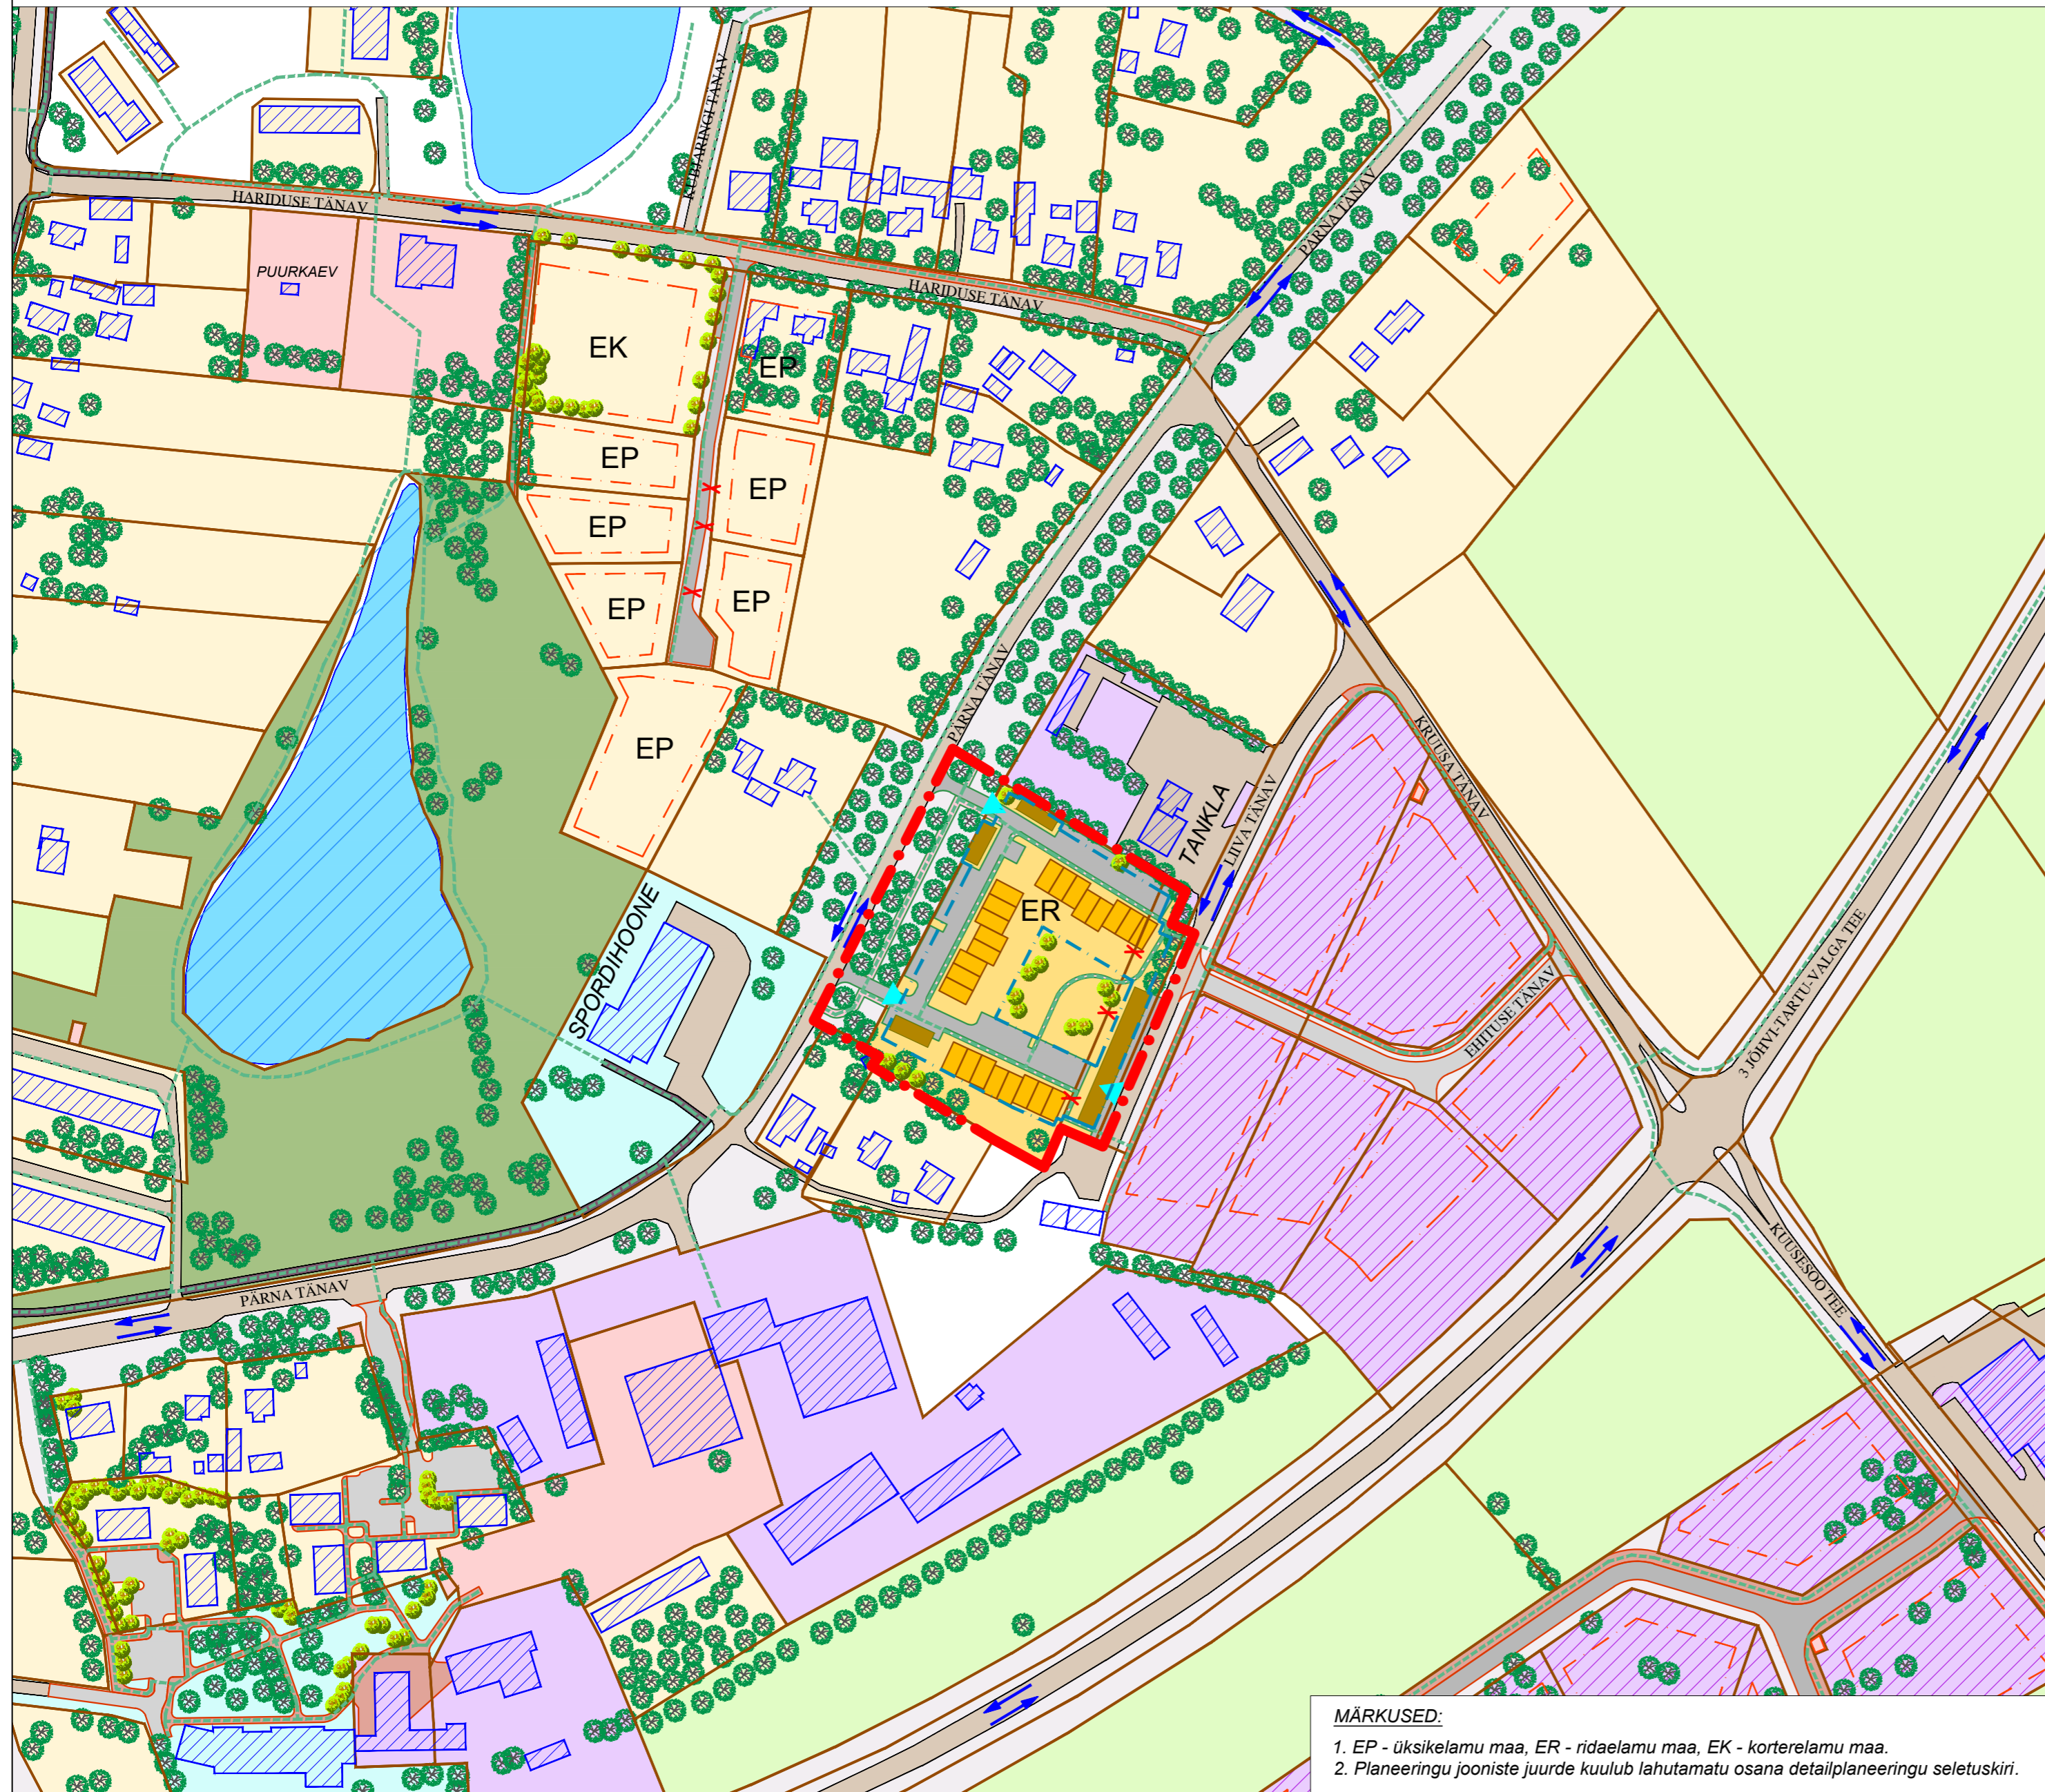 KUBJARINGI TÄNAV
HARIDUSE TÄNAV
PÄRNA TÄNAV
PUURKAEV
HARIDUSE TÄNAV
EK
EP
EP
EP
EP
EP
EP
EP
PÄRNA TÄNAV
KRUUSA TÄNAV
TANKLA
LIIVA TÄNAV
ER
SPORDIHOONE
EHITUSE TÄNAV
3 JÕHVI-TARTU-VALGA TEE
KUUSESOO TEE
PÄRNA TÄNAV
MÄRKUSED:
1. EP - üksikelamu maa, ER - ridaelamu maa, EK - korterelamu maa.
2. Planeeringu jooniste juurde kuulub lahutamatu osana detailplaneeringu seletuskiri.